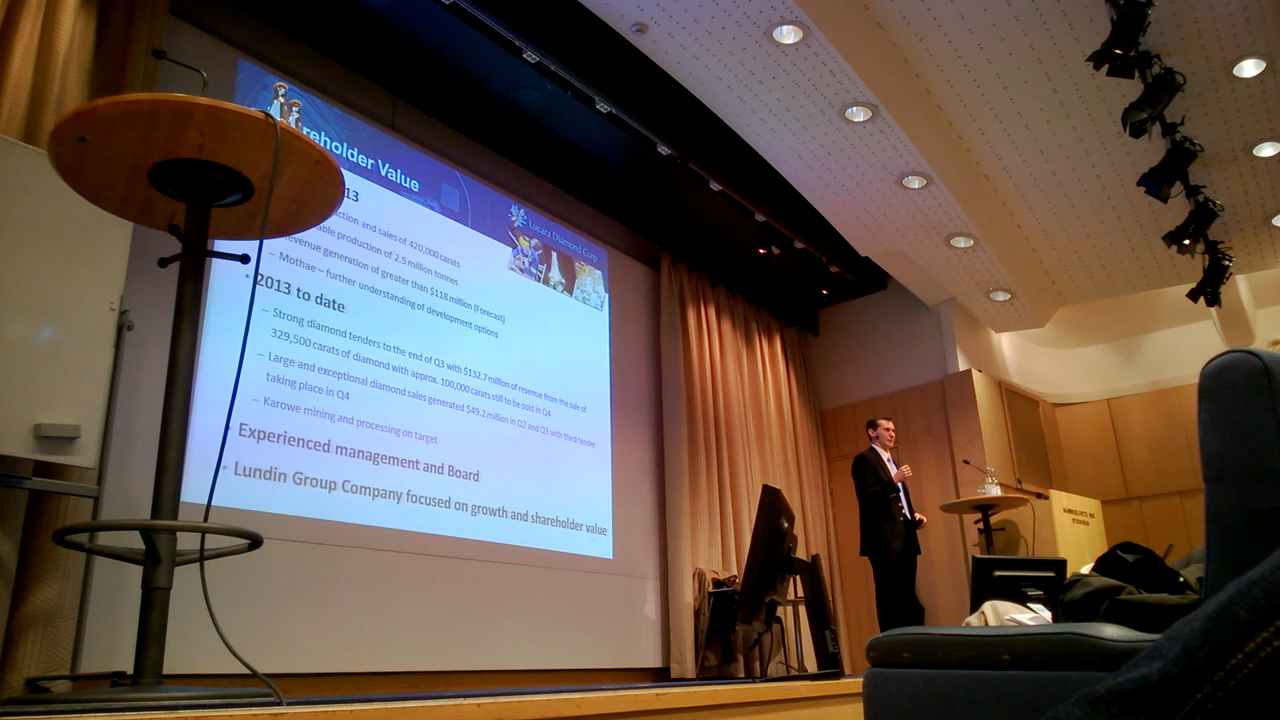 reholder Value
Lucara Diamond Corp.
13
ction and sales of 420,000 carats
able production of 2.5 million tonnes
evenue generation of greater than $118 million (Forecast)
– Mothae – further understanding of development options
• 2013 to date
– Strong diamond tenders to the end of Q3 with $132.7 million of revenue from the sale of
329,500 carats of diamond with approx. 100,000 carats still to be sold in Q4
– Large and exceptional diamond sales generated $49.2 million in Q2 and Q3 with third tender
taking place in Q4
– Karowe mining and processing on target
• Experienced management and Board
• Lundin Group Company focused on growth and shareholder value
NÄRINGSLIVETS HUS
STOCKHOLM